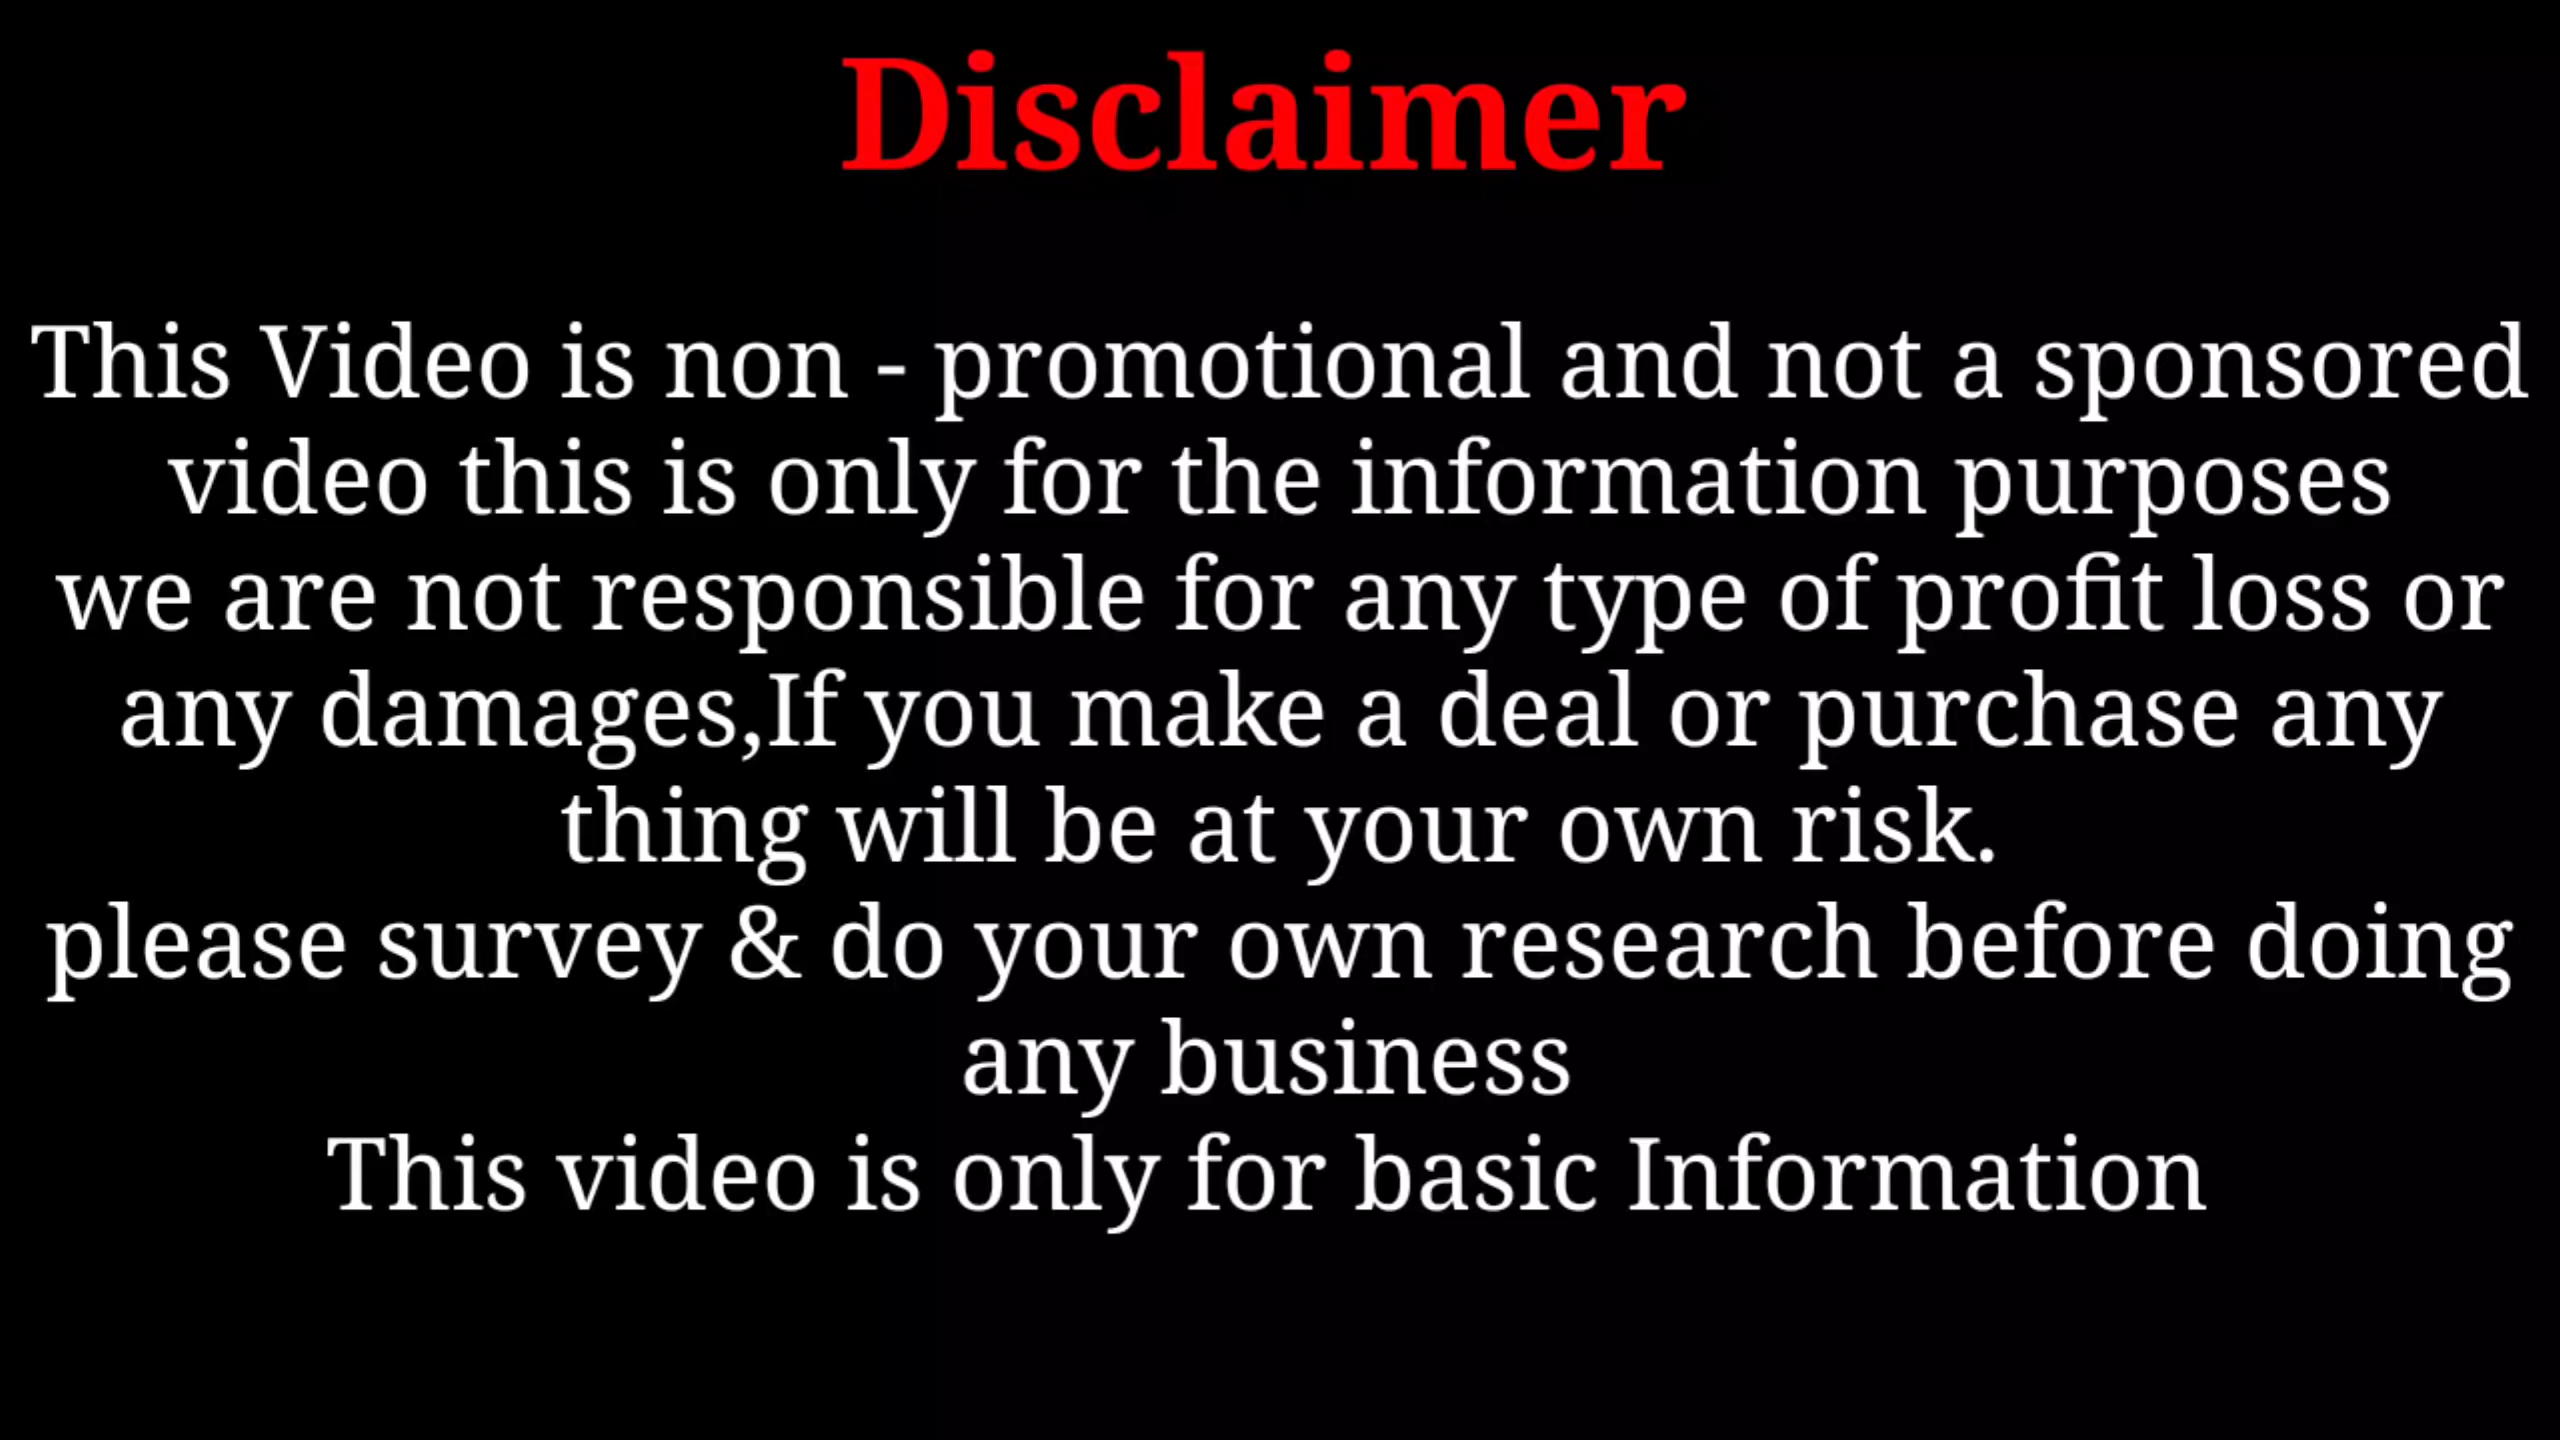 Disclaimer
This Video is non - promotional and not a sponsored
video this is only for the information purposes
we are not responsible for any type of profit loss or
any damages,If you make a deal or purchase any
thing will be at your own risk.
please survey & do your own research before doing
any business
This video is only for basic Information